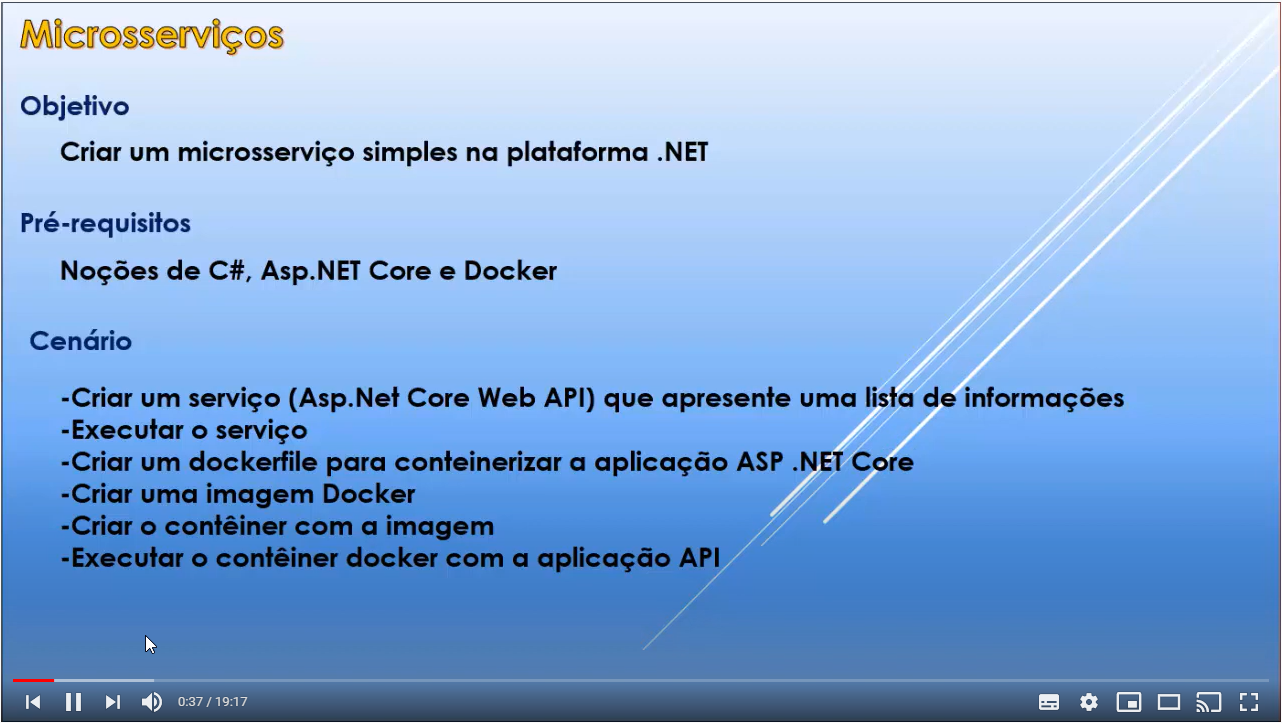 Microsserviços
Objetivo
Criar um microsserviço simples na plataforma .NET
Pré-requisitos
Noções de C#, Asp.NET Core e Docker
Cenário
-Criar um serviço (Asp.Net Core Web API) que apresente uma lista de informações
-Executar o serviço
-Criar um dockerfile para conteinerizar a aplicação ASP .NET Core
-Criar uma imagem Docker
-Criar o contêiner com a imagem
-Executar o contêiner docker com a aplicação API
0:37 / 19:17